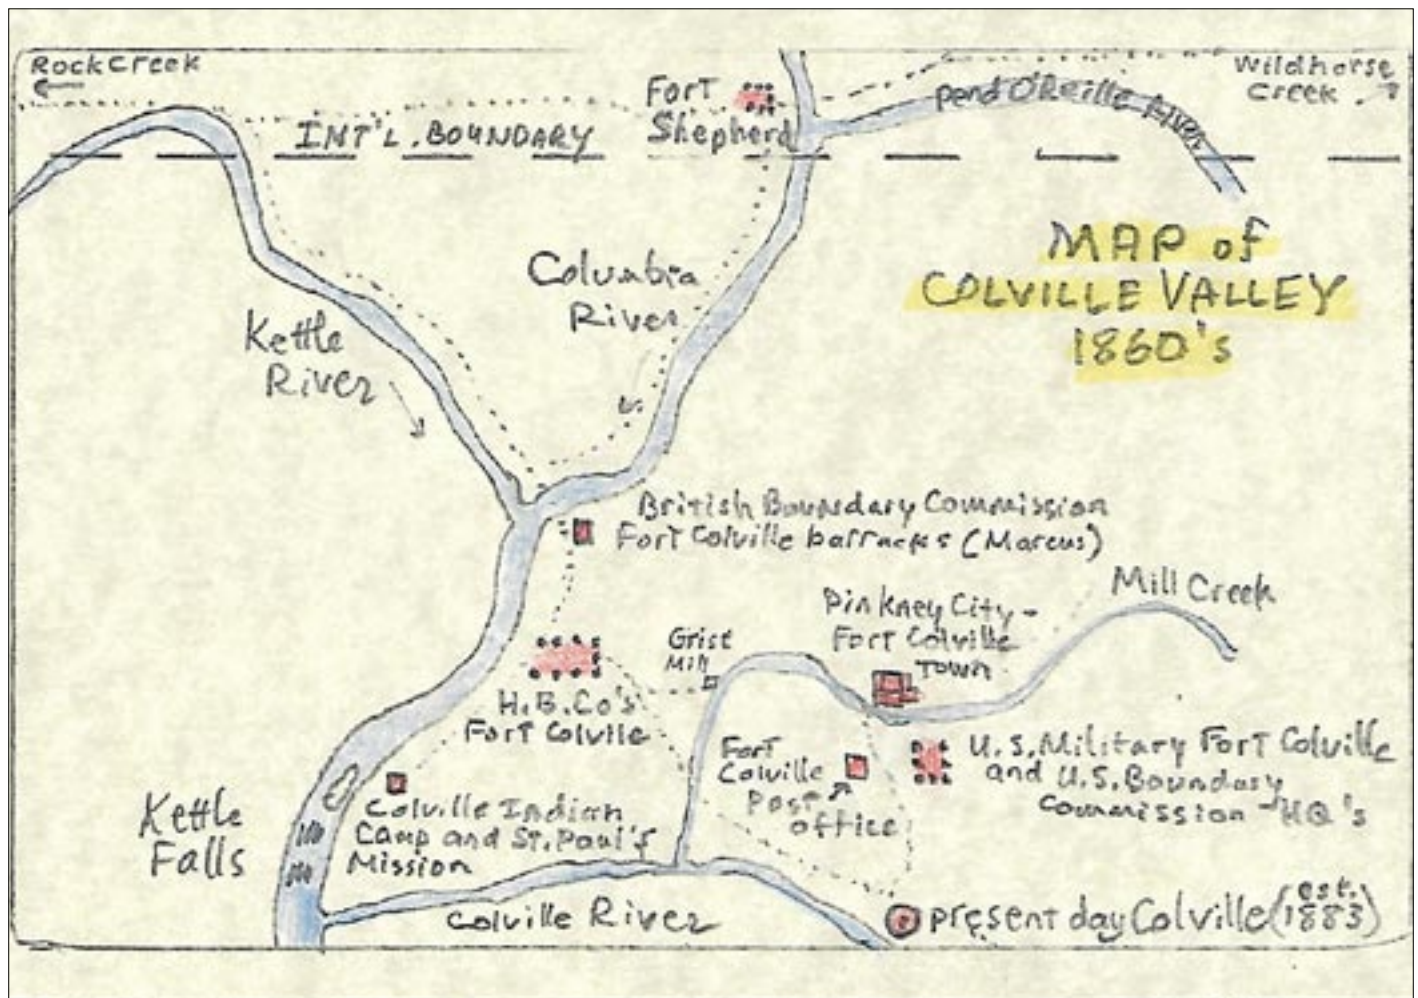 Rock Creek
Wildhorse
Creek
Fort
Shepherd
Pend O'Reille River
INT'L. BOUNDARY
MAP of
COLVILLE VALLEY
1860's
Columbia
River
Kettle
River
British Boundary Commission
Fort Colville barracks (Marcus)
Mill Creek
Pinkney City -
Fort Colville
Town
Grist
Mill
H.B.Co's
Fort Colvile
Fort
Colville
Post
office
U.S. Military Fort Colville
and U.S. Boundary
Commission HQ's
Kettle
Falls
Colville Indian
Camp and St. Paul's
Mission
Colville River
present day Colville (est.
1883)